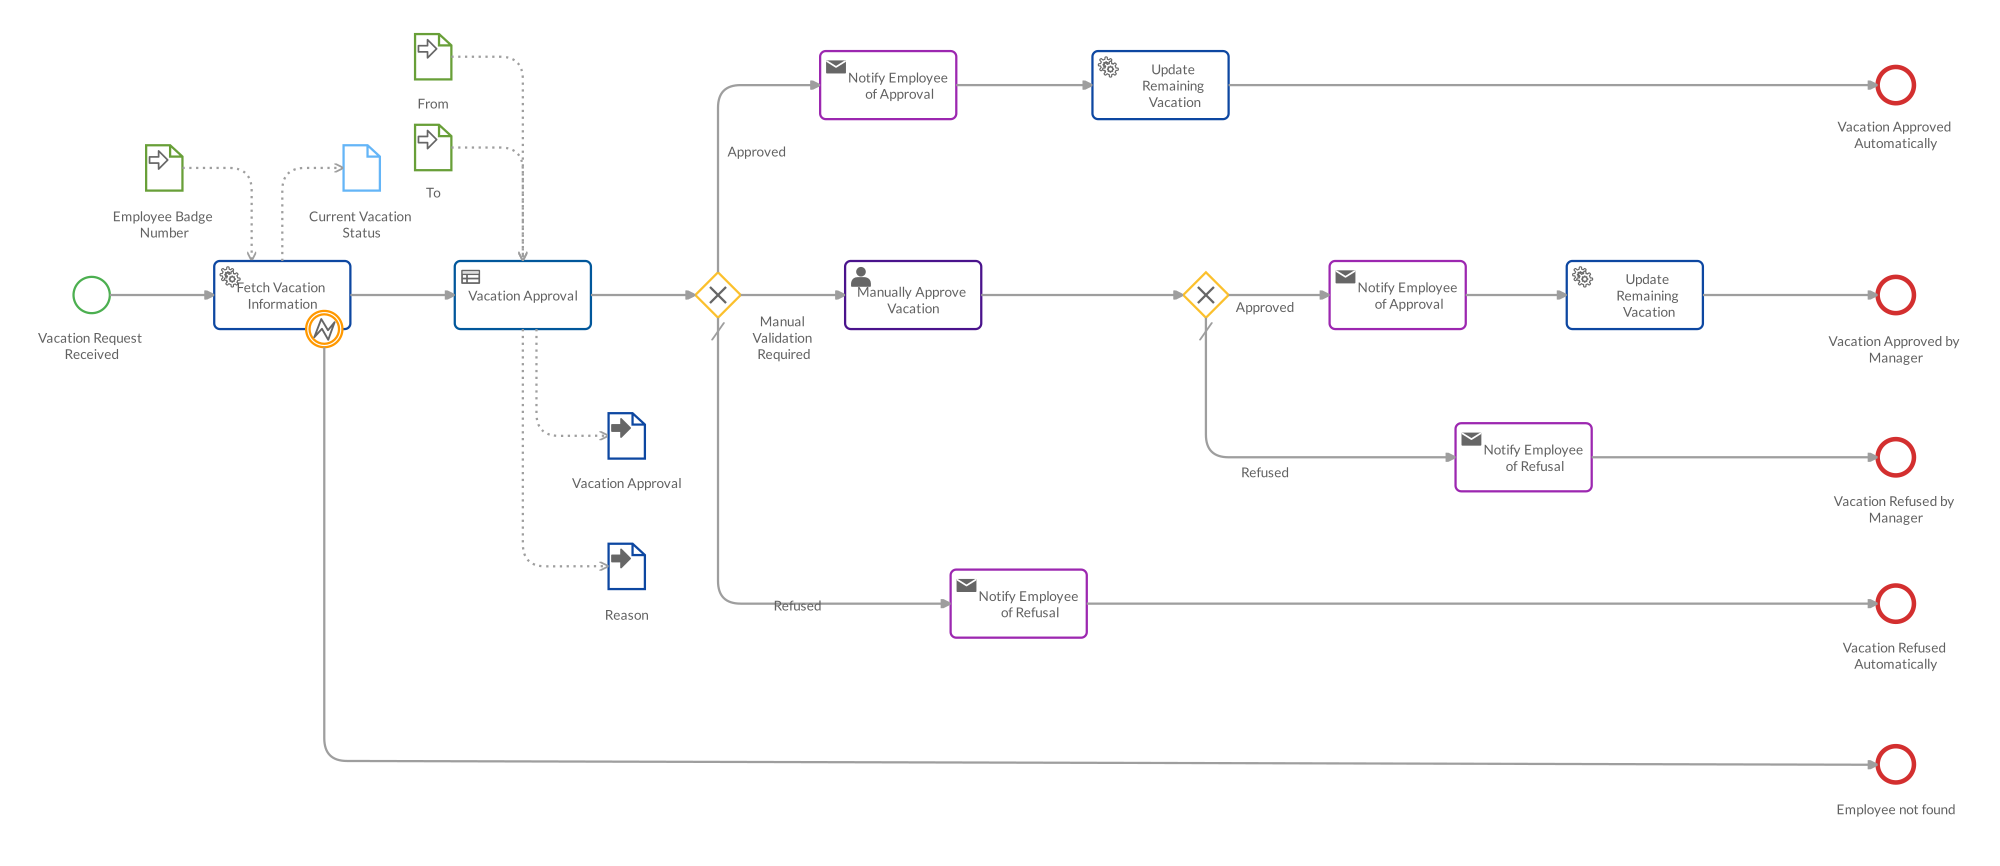 From
To
Employee Badge
Number
Current Vacation
Status
Vacation Request
Received
Fetch Vacation
Information
Vacation Approval
Vacation Approval
Reason
Approved
Manual
Validation
Required
Refused
Notify Employee
of Approval
Update
Remaining
Vacation
Vacation Approved
Automatically
Manually Approve
Vacation
Approved
Notify Employee
of Approval
Update
Remaining
Vacation
Vacation Approved by
Manager
Refused
Notify Employee
of Refusal
Vacation Refused by
Manager
Notify Employee
of Refusal
Vacation Refused
Automatically
Employee not found